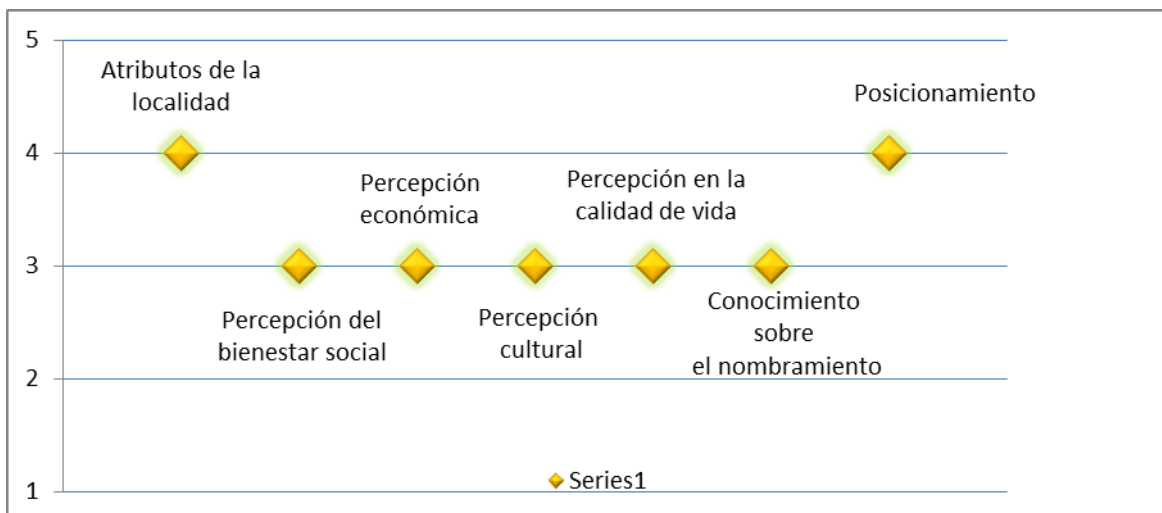 5
Atributos de la
localidad
Posicionamiento
4
Percepción
económica
Percepción en la
calidad de vida
3
Percepción del
bienestar social
Percepción
cultural
Conocimiento
sobre
el nombramiento
2
Series1
1